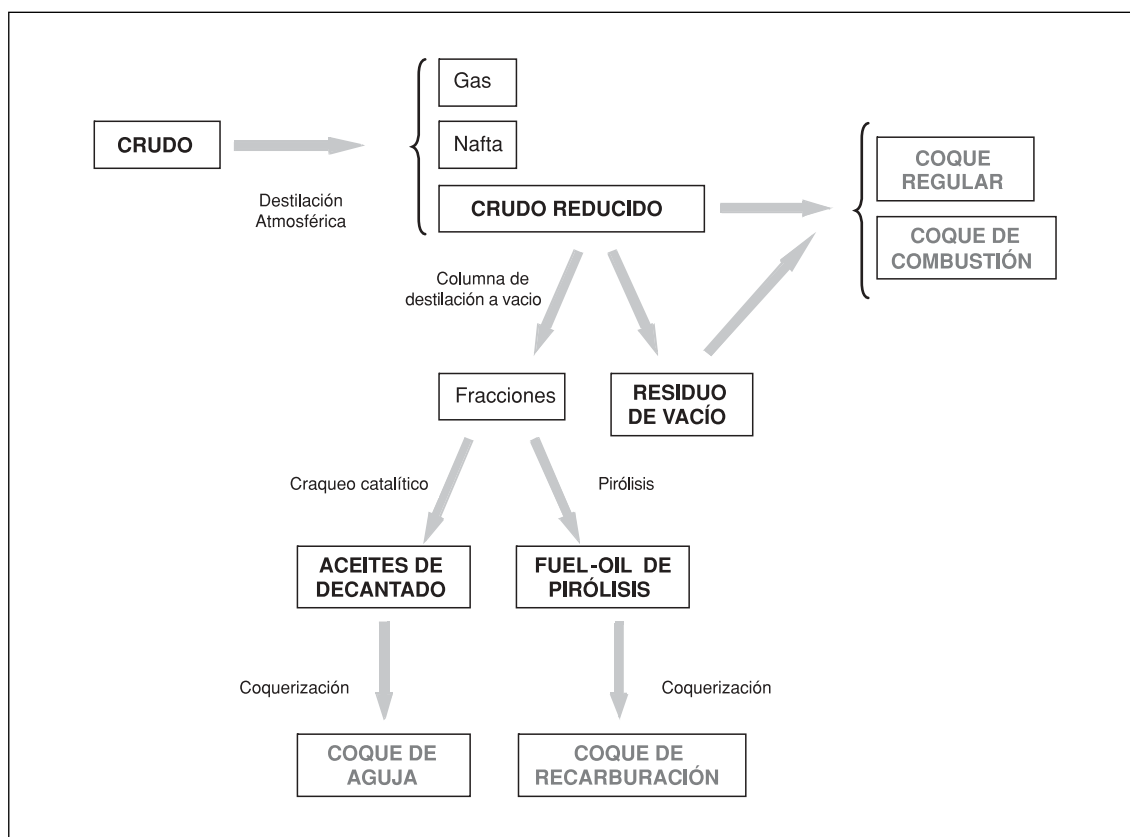 Gas
CRUDO
Nafta
Destilación
Atmosférica
CRUDO REDUCIDO
COQUE
REGULAR
COQUE DE
COMBUSTIÓN
Columna de
destilación a vacio
Fracciones
RESIDUO
DE VACÍO
Craqueo catalítico
Pirólisis
ACEITES DE
DECANTADO
FUEL-OIL DE
PIRÓLISIS
Coquerización
Coquerización
COQUE DE
AGUJA
COQUE DE
RECARBURACIÓN